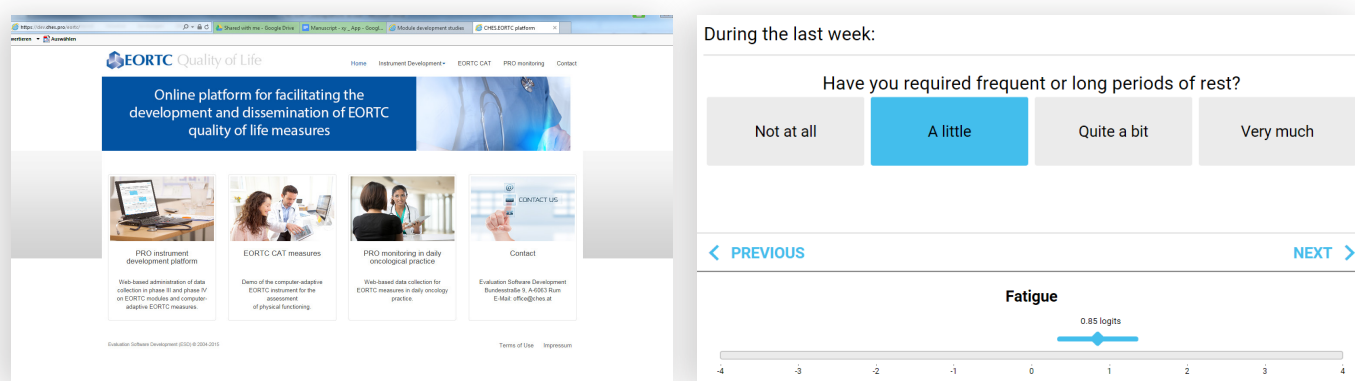 https://dev.ches.pro/eortc/
Shared with me - Google Drive
Manuscript - sy_App - Googl...
Module development studies
CHES.EORTC platform
wertieren
Auswählen
EORTC Quality of Life
Home
Instrument Development
EORTC CAT
PRO monitoring
Contact
Online platform for facilitating the
development and dissemination of EORTC
quality of life measures
CONTACT US
PRO instrument
development platform
Web-based administration of data
collection in phase III and phase IV
on EORTC modules and computer-
adaptive EORTC measures.
EORTC CAT measures
Demo of the computer-adaptive
EORTC instrument for the
assessment
of physical functioning.
PRO monitoring in daily
oncological practice
Web-based data collection for
EORTC measures in daily oncology
practice.
Contact
Evaluation Software Development
Bundesstraße 9, A-6063 Rum
E-Mail: office@ches.at
Evaluation Software Development (ESD) © 2004-2015
Terms of Use
Impressum
During the last week:
Have you required frequent or long periods of rest?
Not at all
A little
Quite a bit
Very much
PREVIOUS
NEXT
Fatigue
0.85 logits
-4 -3 -2 -1 0 1 2 3 4